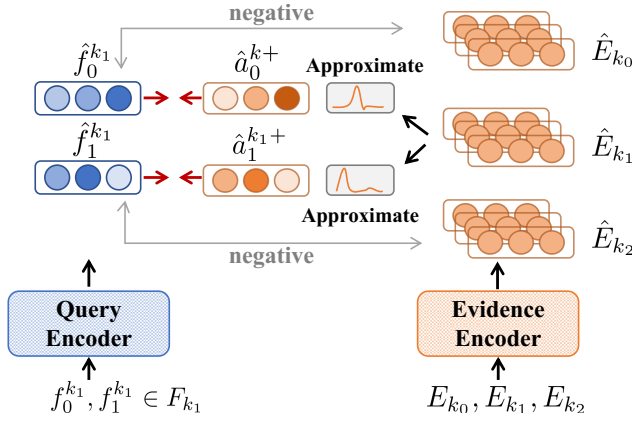 negative
$\hat{f}_0^{k_1}$ $\hat{a}_0^{k+}$ Approximate $\hat{E}_{k_0}$
$\hat{f}_1^{k_1}$ $\hat{a}_1^{k_1+}$ $\hat{E}_{k_1}$
Approximate
negative $\hat{E}_{k_2}$
Query
Encoder
Evidence
Encoder
$f_0^{k_1}, f_1^{k_1} \in F_{k_1}$
$E_{k_0}, E_{k_1}, E_{k_2}$